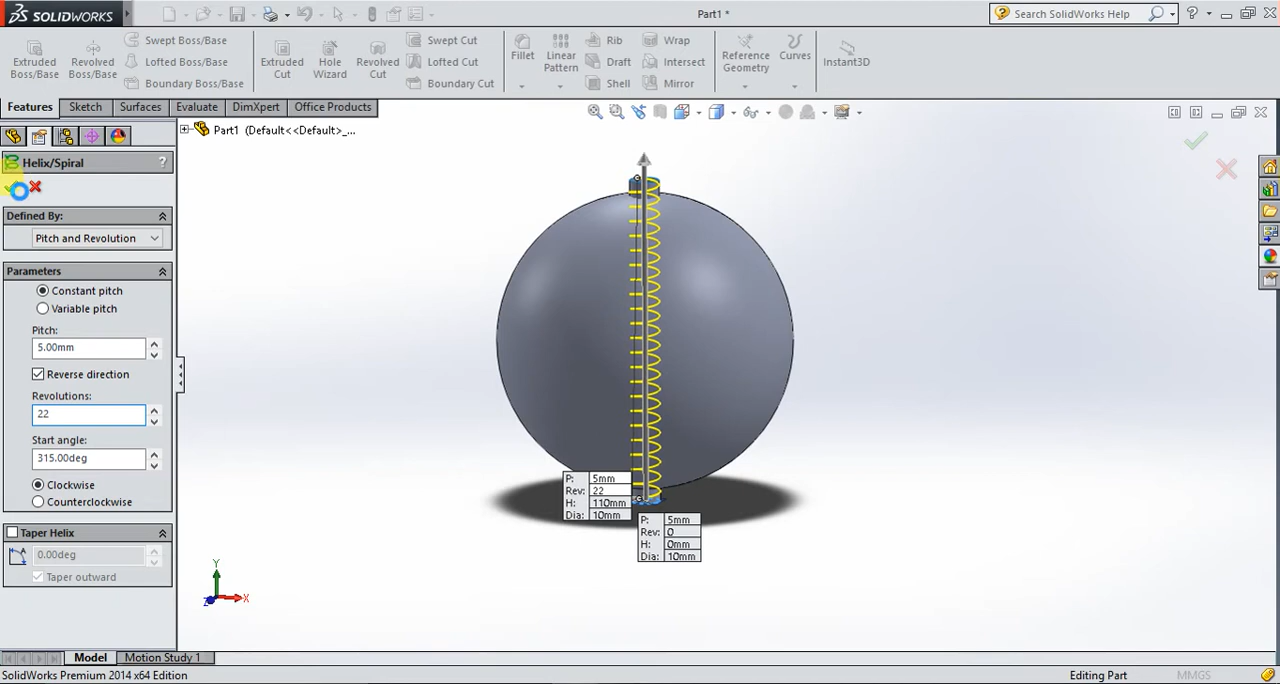 SOLIDWORKS
Part1 *
Search SolidWorks Help
Extruded Boss/Base
Revolved Boss/Base
Swept Boss/Base
Lofted Boss/Base
Boundary Boss/Base
Extruded Cut
Hole Wizard
Revolved Cut
Swept Cut
Lofted Cut
Boundary Cut
Fillet
Linear Pattern
Rib
Draft
Shell
Wrap
Intersect
Mirror
Reference Geometry
Curves
Instant3D
Features
Sketch
Surfaces
Evaluate
DimXpert
Office Products
Part1 (Default<<Default>_...
Helix/Spiral
?
Defined By:
Pitch and Revolution
Parameters
Constant pitch
Variable pitch
Pitch:
5.00mm
Reverse direction
Revolutions:
22
Start angle:
315.00deg
Clockwise
Counterclockwise
Taper Helix
0.00deg
Taper outward
P: 5mm
Rev: 22
H: 110mm
Dia: 10mm
P: 5mm
Rev: 0
H: 0mm
Dia: 10mm
Y
X
Z
Model
Motion Study 1
SolidWorks Premium 2014 x64 Edition
Editing Part
MMGS